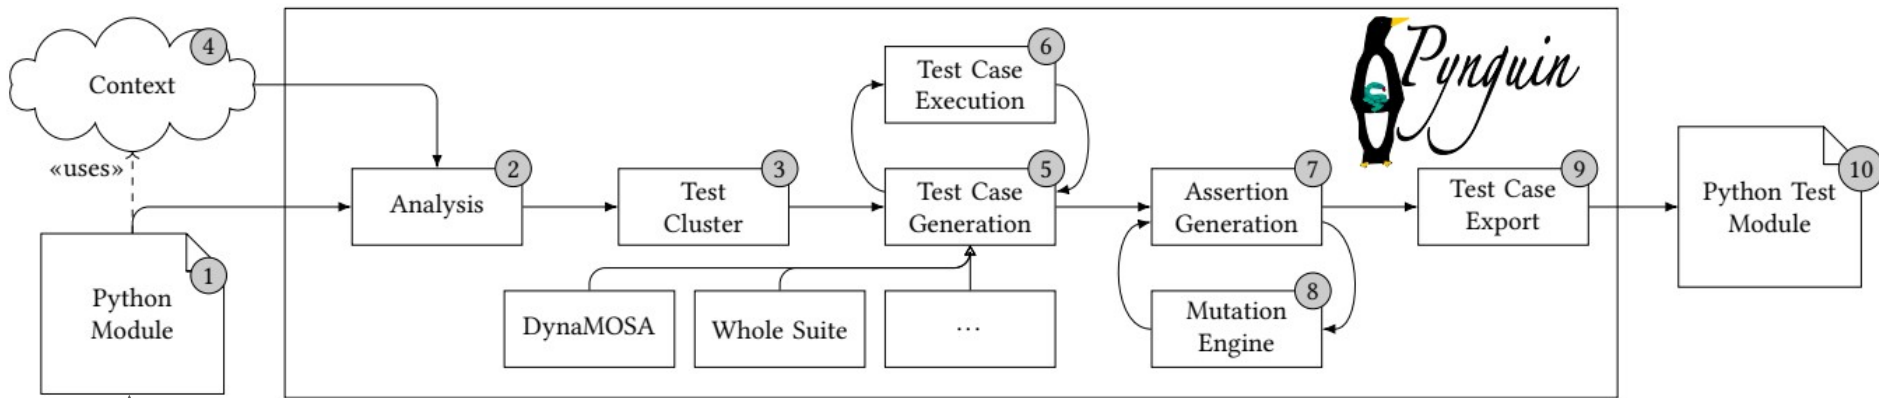 Context
4
«uses»
Python
Module
1
Analysis
2
Test
Cluster
3
Test Case
Execution
6
Test Case
Generation
5
DynaMOSA
Whole Suite
...
Assertion
Generation
7
Mutation
Engine
8
Pynguin
Test Case
Export
9
Python Test
Module
10